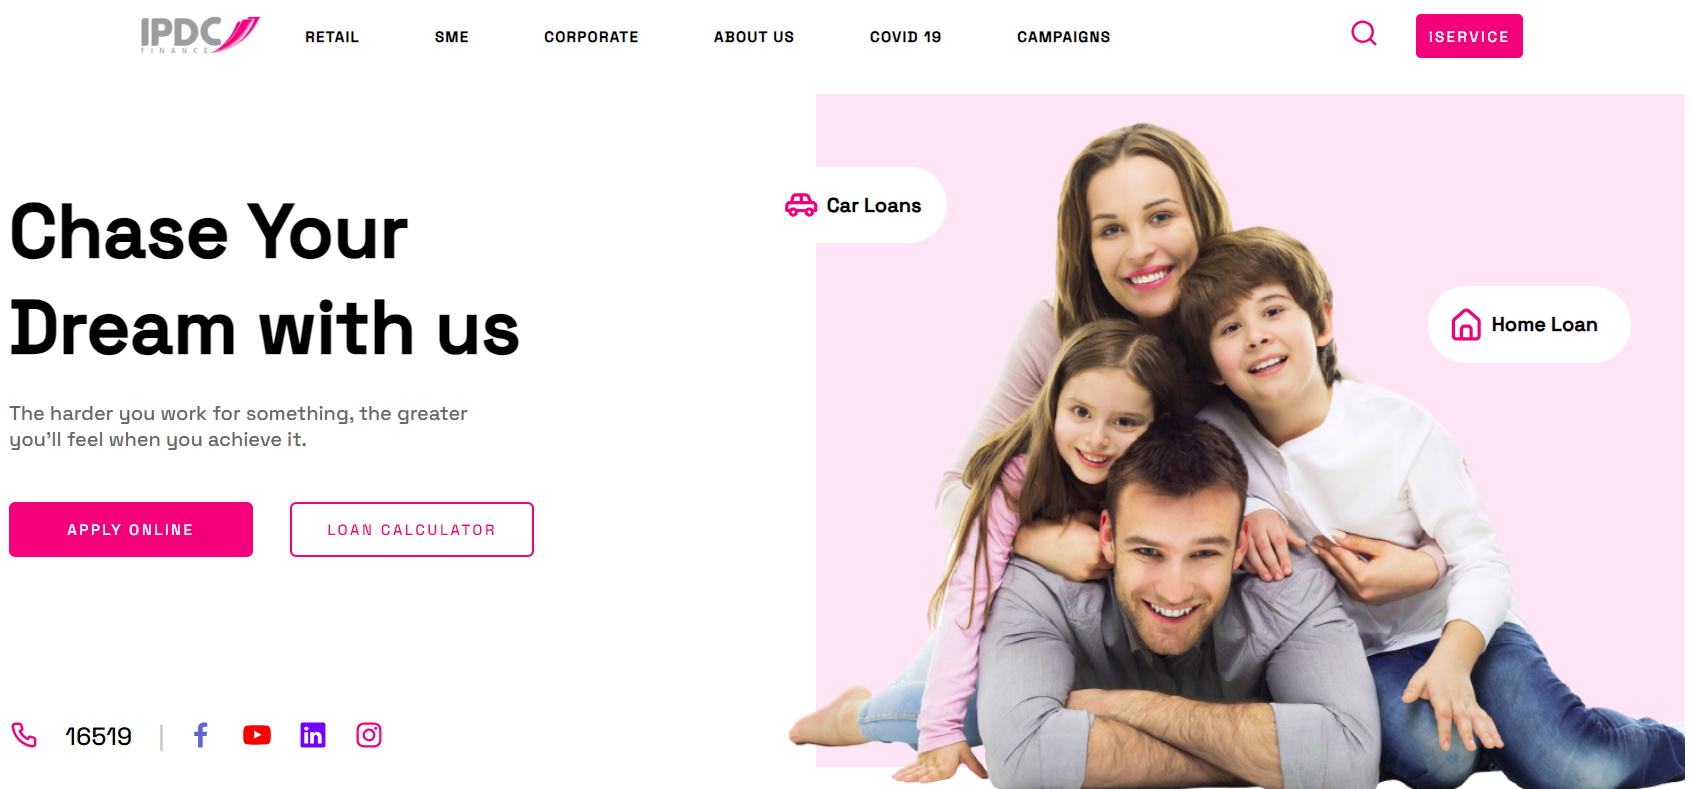 IPDC
FINANCE
RETAIL
SME
CORPORATE
ABOUT US
COVID 19
CAMPAIGNS
iSERVICE
Car Loans
Home Loan
Chase Your
Dream with us
The harder you work for something, the greater
you'll feel when you achieve it.
APPLY ONLINE
LOAN CALCULATOR
16519